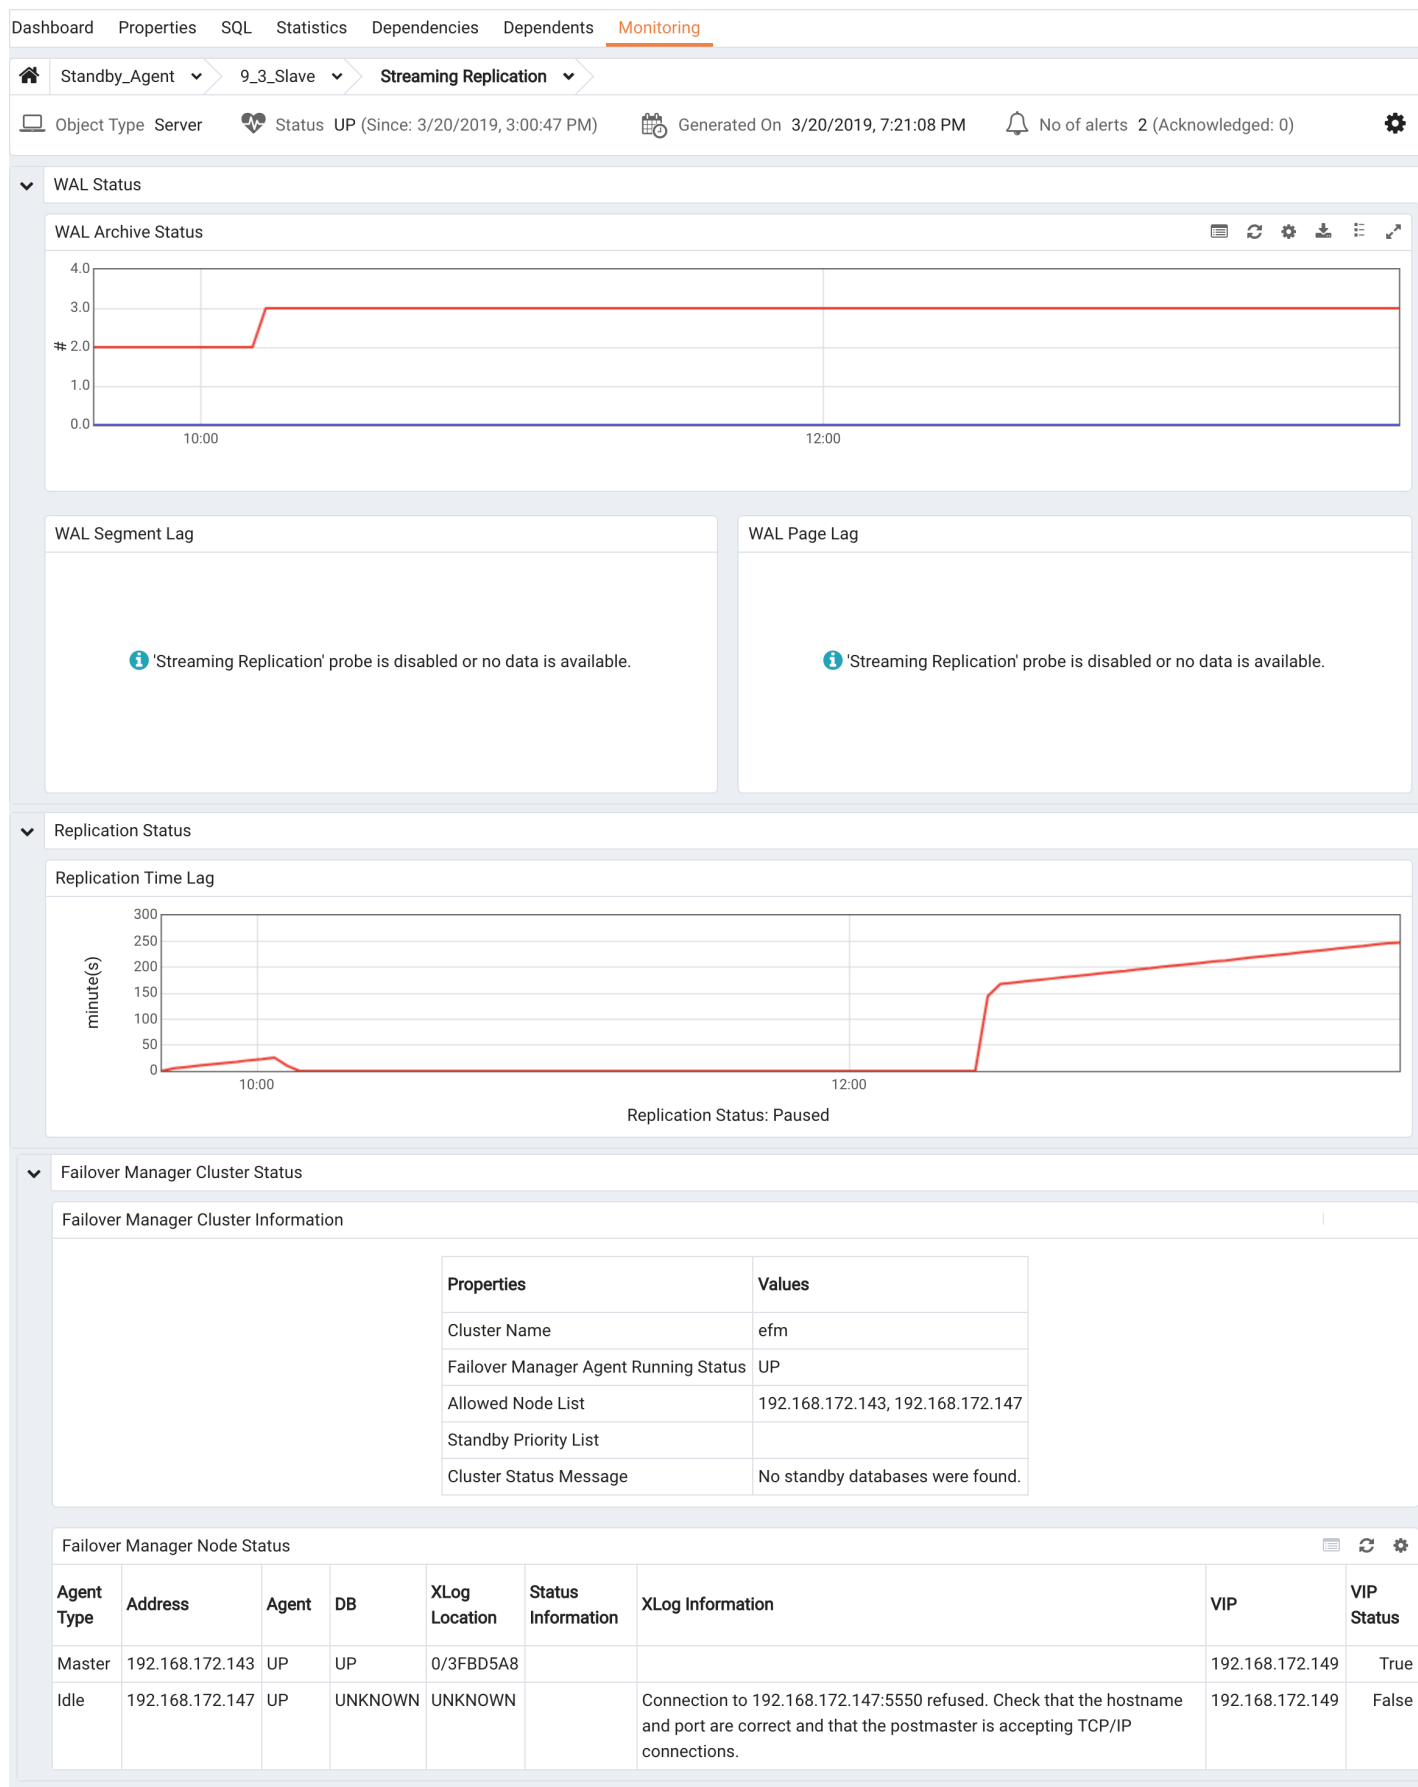 Dashboard Properties SQL Statistics Dependencies Dependents Monitoring
Standby_Agent 9_3_Slave Streaming Replication
Object Type Server Status UP (Since: 3/20/2019, 3:00:47 PM) Generated On 3/20/2019, 7:21:08 PM No of alerts 2 (Acknowledged: 0)
WAL Status
WAL Archive Status
4.0
3.0
# 2.0
1.0
0.0
10:00 12:00
WAL Segment Lag WAL Page Lag
'Streaming Replication' probe is disabled or no data is available. 'Streaming Replication' probe is disabled or no data is available.
Replication Status
Replication Time Lag
minute(s)
300
250
200
150
100
50
0
10:00 12:00
Replication Status: Paused
Failover Manager Cluster Status
Failover Manager Cluster Information
Properties Values
Cluster Name efm
Failover Manager Agent Running Status UP
Allowed Node List 192.168.172.143, 192.168.172.147
Standby Priority List
Cluster Status Message No standby databases were found.
Failover Manager Node Status
Agent Type Address Agent DB XLog Location Status Information XLog Information VIP VIP Status
Master 192.168.172.143 UP UP 0/3FBD5A8 192.168.172.149 True
Idle 192.168.172.147 UP UNKNOWN UNKNOWN Connection to 192.168.172.147:5550 refused. Check that the hostname 192.168.172.149 False
and port are correct and that the postmaster is accepting TCP/IP
connections.